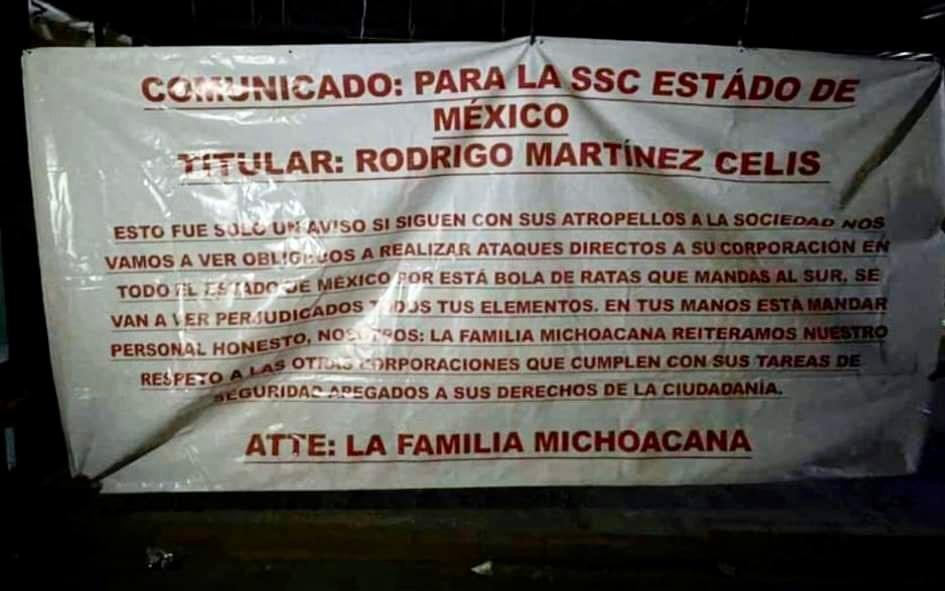 COMUNICADO: PARA LA SSC ESTÁDO DE
MÉXICO
TITULAR: RODRIGO MARTÍNEZ CELIS
ESTO FUE SOLO UN AVISO SI SIGUEN CON SUS ATROPELLOS A LA SOCIEDAD NOS
VAMOS A VER OBLIGADOS A REALIZAR ATAQUES DIRECTOS A SU CORPORACIÓN EN
TODO EL ESTADO DE MÉXICO POR ESTÁ BOLA DE RATAS QUE MANDAS AL SUR, SE
VAN A VER PERJUDICADOS TODOS TUS ELEMENTOS. EN TUS MANOS ESTÁ MANDAR
PERSONAL HONESTO, NOSOTROS: LA FAMILIA MICHOACANA REITERAMOS NUESTRO
RESPETO A LAS OTRAS CORPORACIONES QUE CUMPLEN CON SUS TAREAS DE
SEGURIDAD APEGADOS A SUS DERECHOS DE LA CIUDADANÍA.
ATTE: LA FAMILIA MICHOACANA